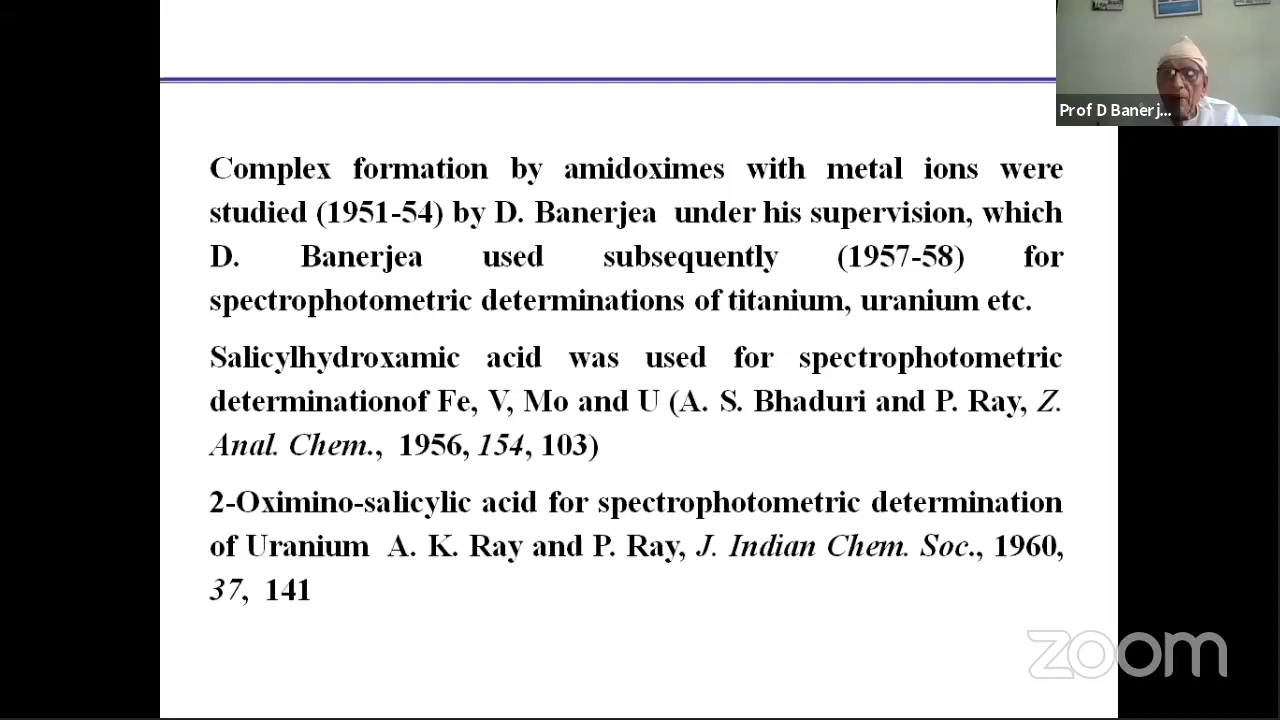 Prof D Banerj...
Complex formation by amidoximes with metal ions were
studied (1951-54) by D. Banerjea under his supervision, which
D. Banerjea used subsequently (1957-58) for
spectrophotometric determinations of titanium, uranium etc.
Salicylhydroxamic acid was used for spectrophotometric
determinationof Fe, V, Mo and U (A. S. Bhaduri and P. Ray, Z.
Anal. Chem., 1956, 154, 103)
2-Oximino-salicylic acid for spectrophotometric determination
of Uranium A. K. Ray and P. Ray, J. Indian Chem. Soc., 1960,
37, 141
zoom